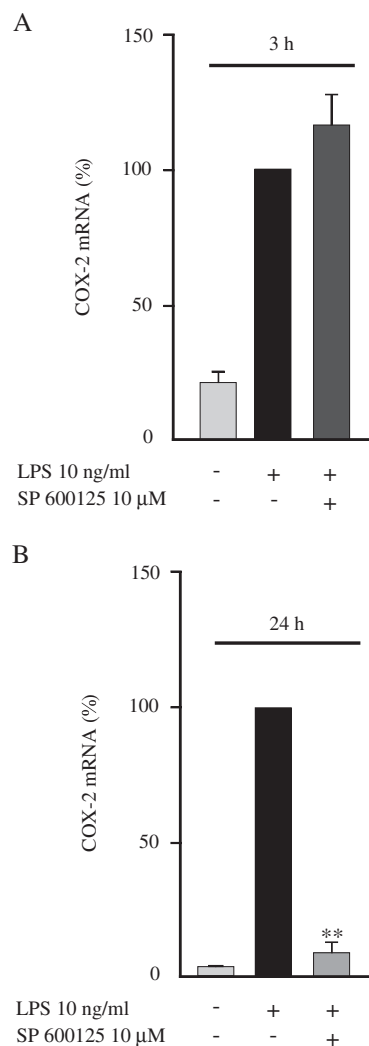 A
150
3 h
100
COX-2 mRNA (%)
50
0
LPS 10 ng/ml - + +
SP 600125 10 µM - - +
B
150
24 h
100
COX-2 mRNA (%)
50
**
0
LPS 10 ng/ml - + +
SP 600125 10 µM - - +